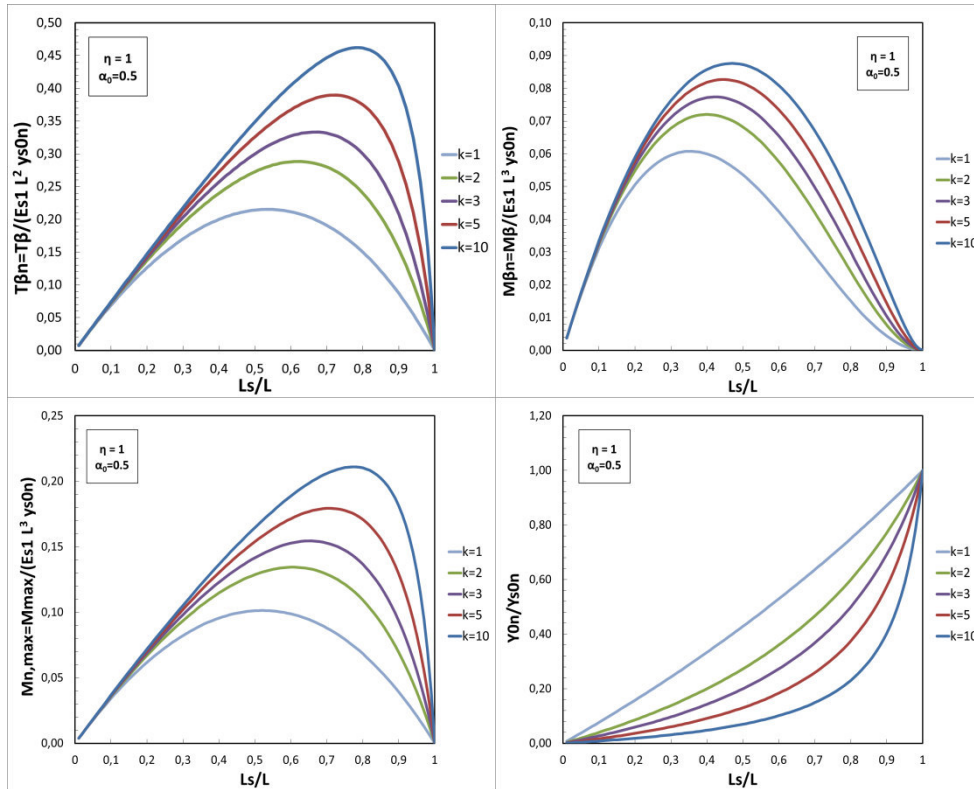 Tβn=Tβ/(Es1 L² ys0n)
0,50
0,45
0,40
0,35
0,30
0,25
0,20
0,15
0,10
0,05
0,00
η = 1
α₀=0.5
k=1
k=2
k=3
k=5
k=10
0 0,1 0,2 0,3 0,4 0,5 0,6 0,7 0,8 0,9 1
Ls/L
Mβn=Mβ/(Es1 L³ ys0n)
0,10
0,09
0,08
0,07
0,06
0,05
0,04
0,03
0,02
0,01
0,00
η = 1
α₀=0.5
k=1
k=2
k=3
k=5
k=10
0 0,1 0,2 0,3 0,4 0,5 0,6 0,7 0,8 0,9 1
Ls/L
Mn,max=Mmax/(Es1 L³ ys0n)
0,25
0,20
0,15
0,10
0,05
0,00
η = 1
α₀=0.5
k=1
k=2
k=3
k=5
k=10
0 0,1 0,2 0,3 0,4 0,5 0,6 0,7 0,8 0,9 1
Ls/L
Y0n/Ys0n
1,20
1,00
0,80
0,60
0,40
0,20
0,00
η = 1
α₀=0.5
k=1
k=2
k=3
k=5
k=10
0 0,1 0,2 0,3 0,4 0,5 0,6 0,7 0,8 0,9 1
Ls/L